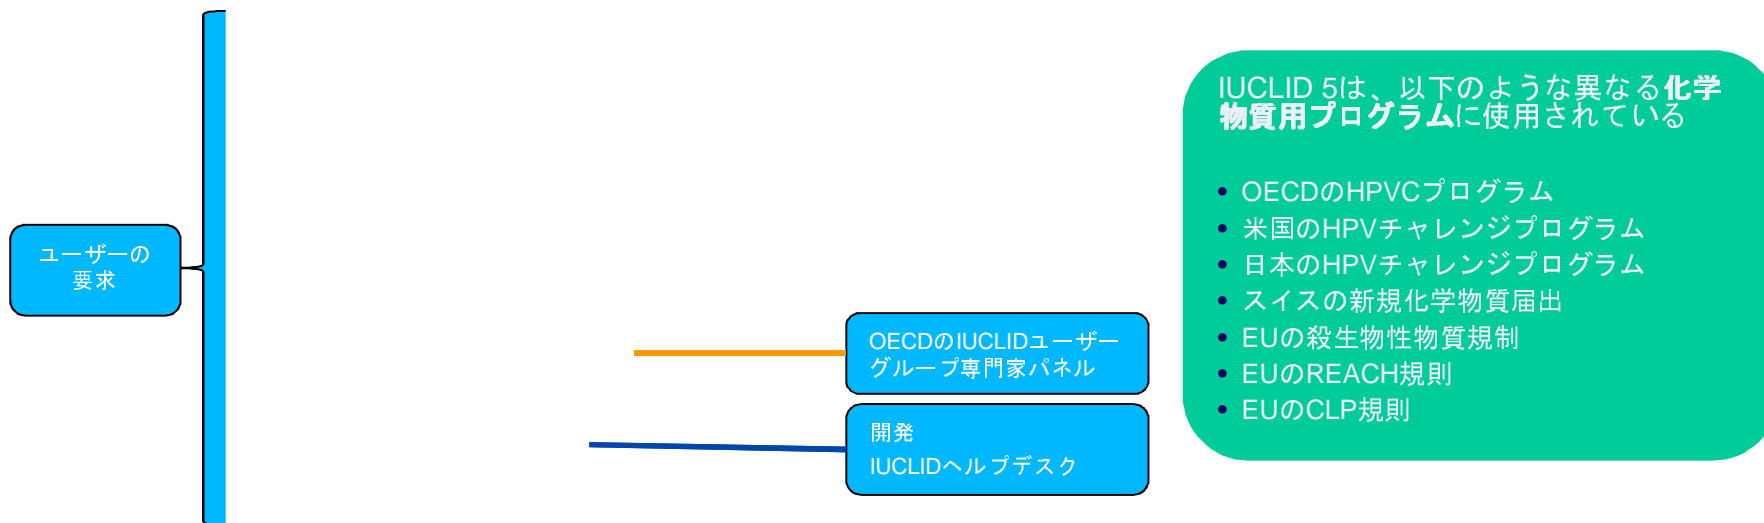 ユーザーの
要求
OECDのIUCLIDユーザー
グループ専門家パネル
開発
IUCLIDヘルプデスク
IUCLID 5は、以下のような異なる化学
物質用プログラムに使用されている
• OECDのHPVCプログラム
• 米国のHPVチャレンジプログラム
• 日本のHPVチャレンジプログラム
• スイスの新規化学物質届出
• EUの殺生物性物質規制
• EUのREACH規則
• EUのCLP規則